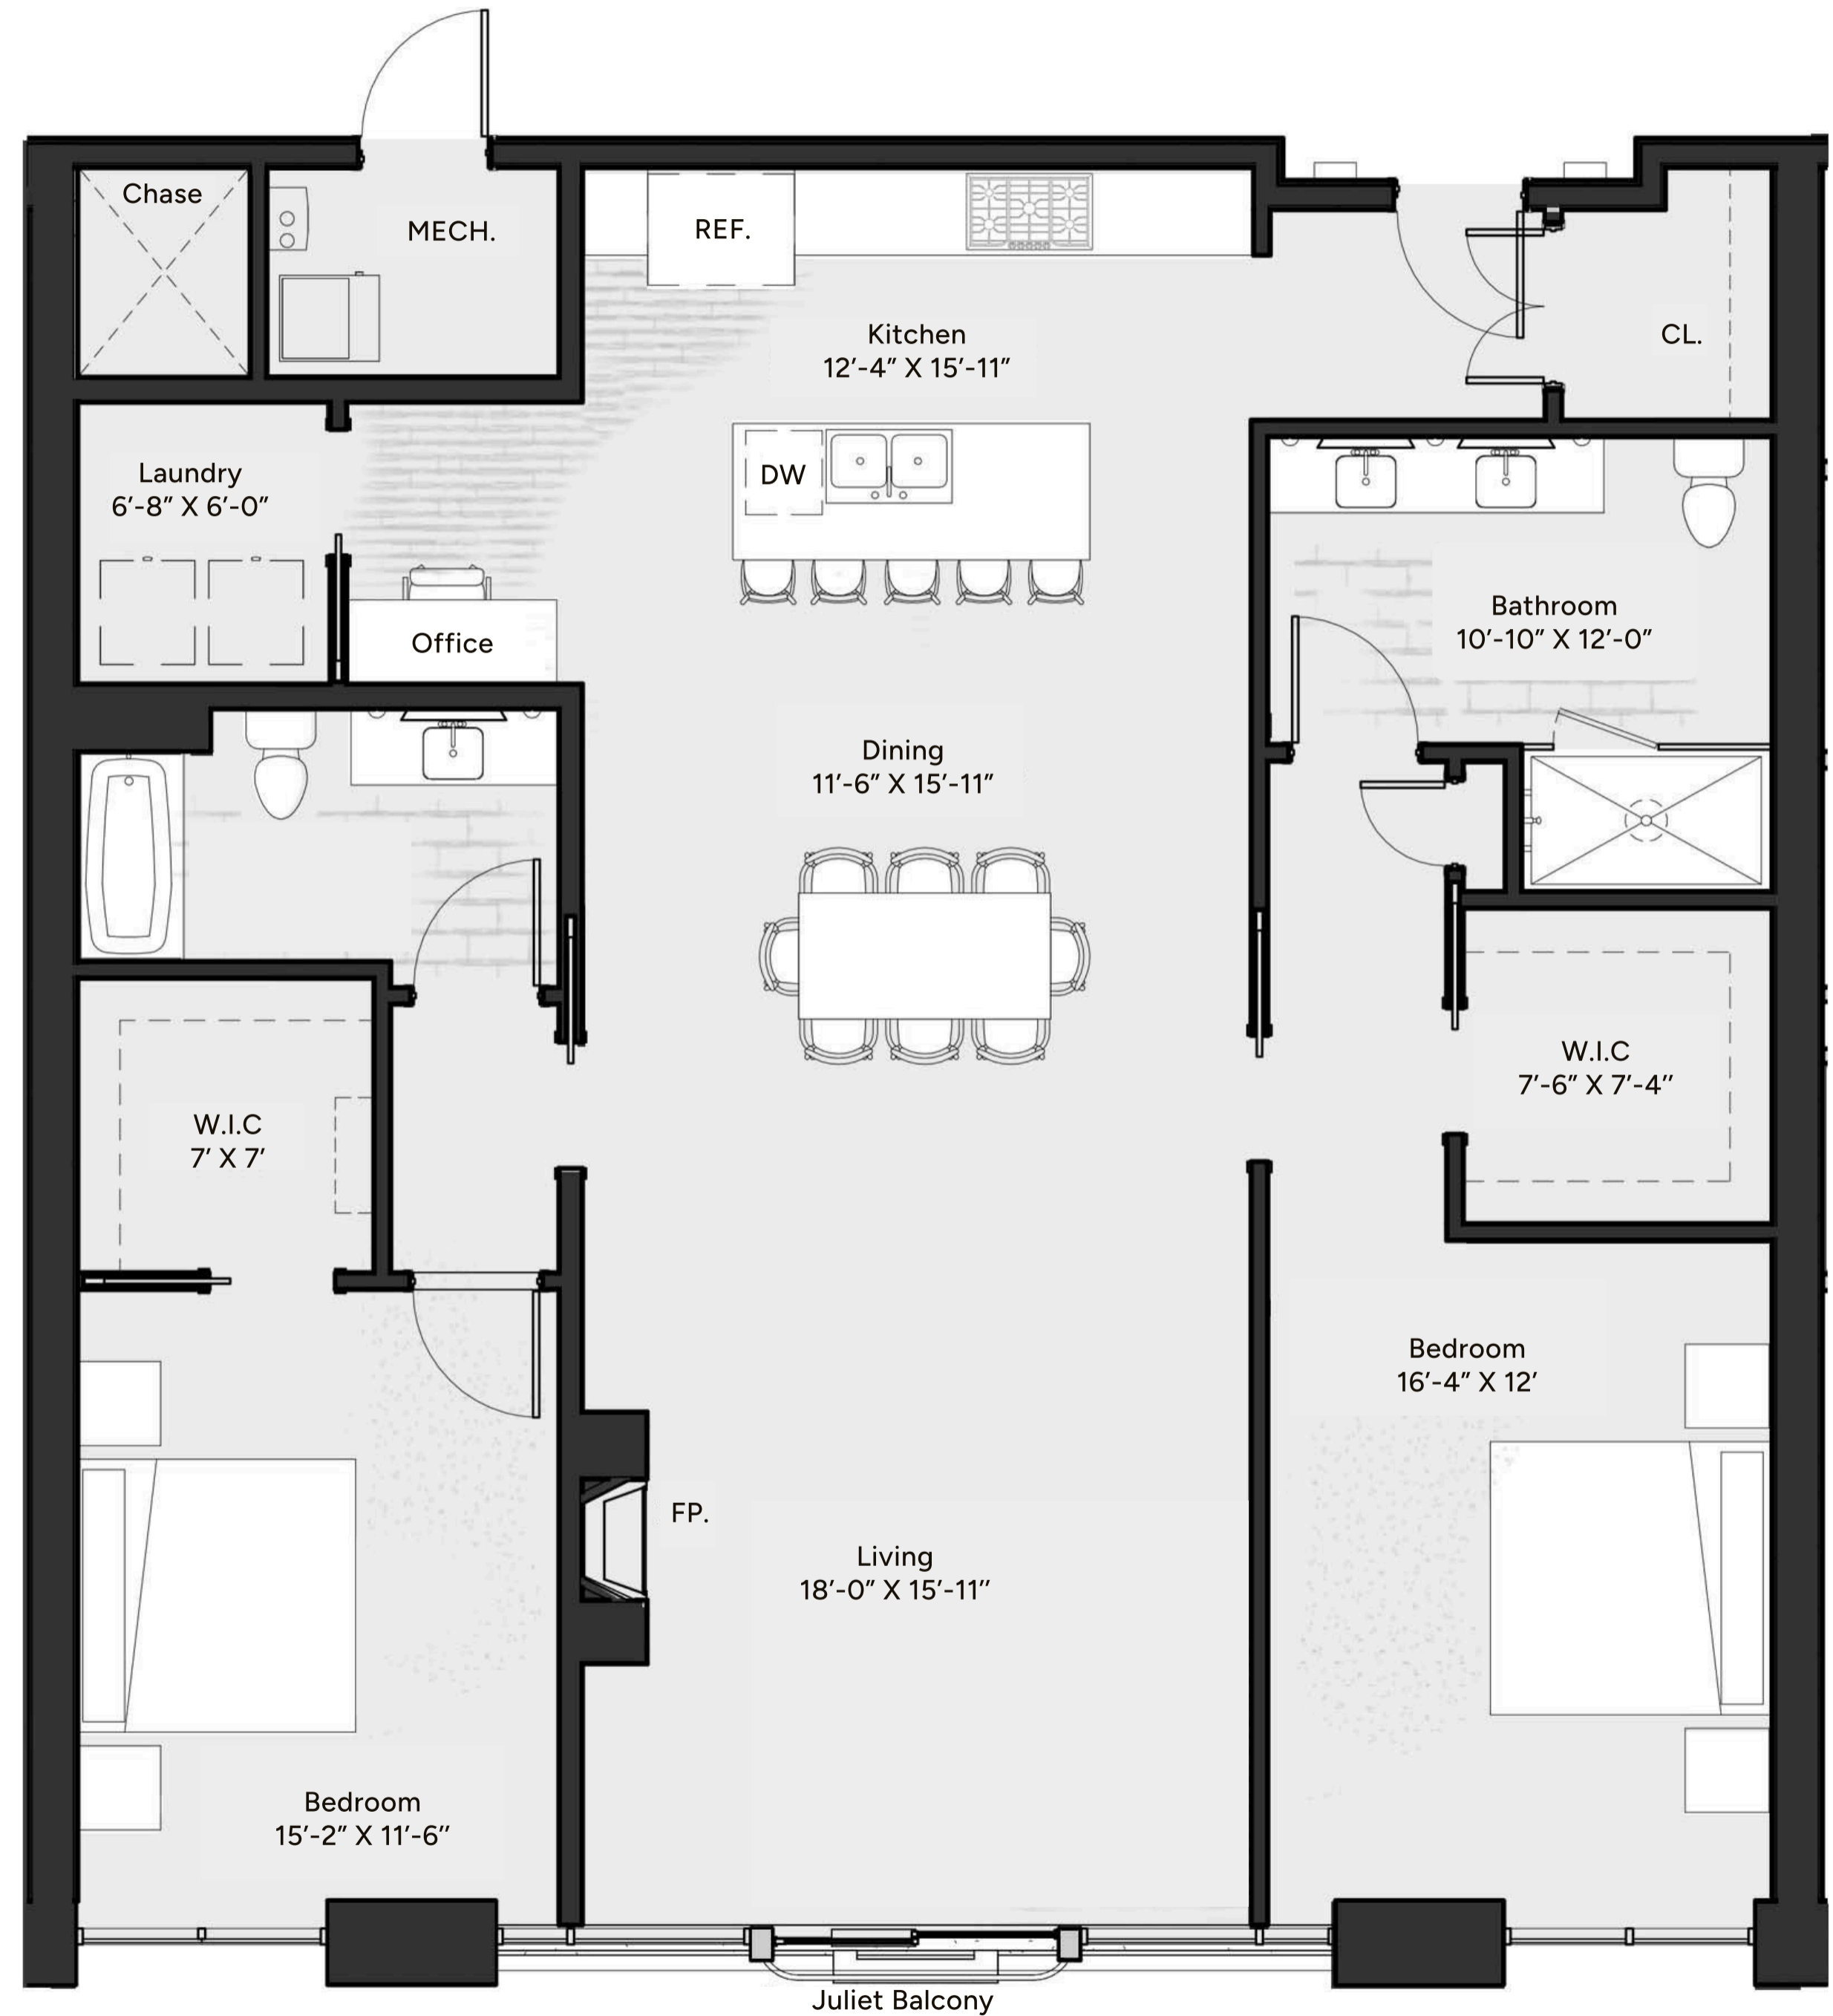 Chase
MECH.
REF.
Kitchen
12’-4” X 15’-11”
CL.
Laundry
6’-8” X 6’-0”
DW
Office
Bathroom
10’-10” X 12’-0”
Dining
11’-6” X 15’-11”
W.I.C
7’-6” X 7’-4’’
W.I.C
7’ X 7’
Bedroom
16’-4” X 12’
FP.
Living
18’-0” X 15’-11’’
Bedroom
15’-2” X 11’-6’’
Juliet Balcony